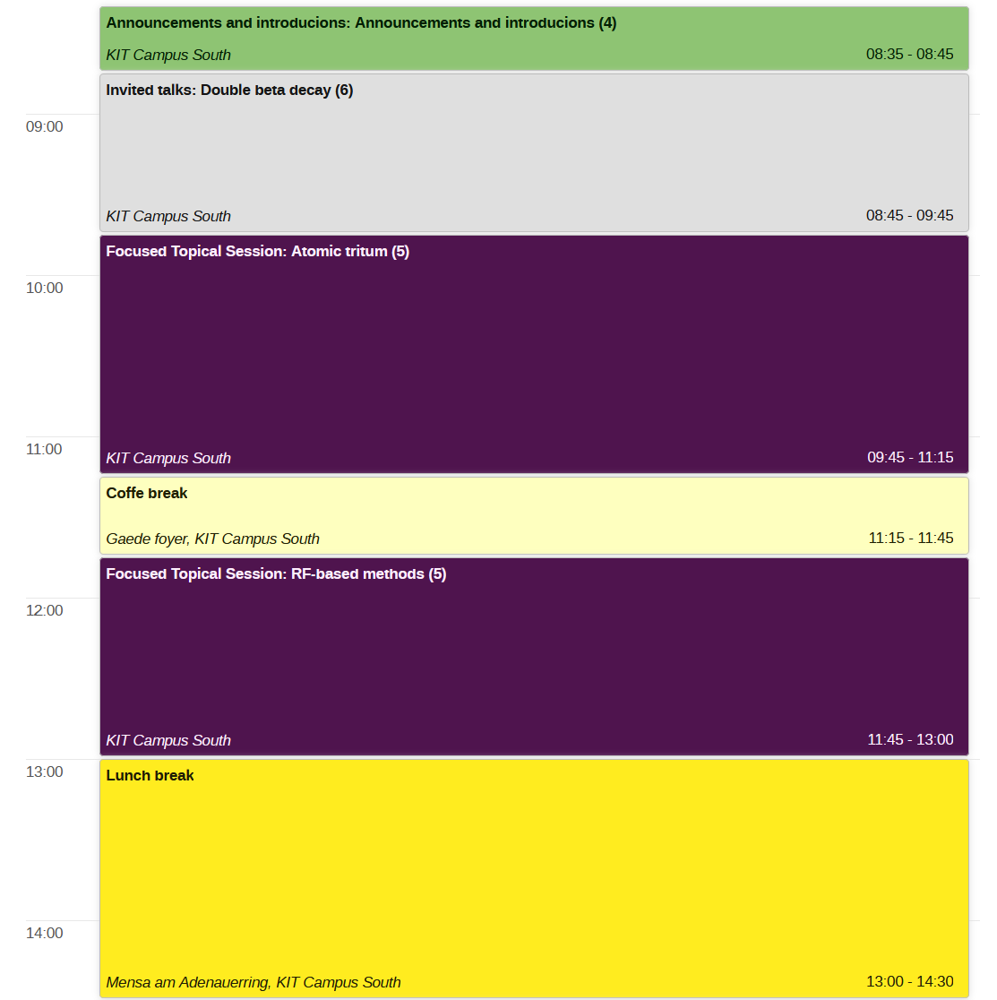 Announcements and introducions: Announcements and introducions (4)
KIT Campus South 08:35 - 08:45
Invited talks: Double beta decay (6)
09:00
KIT Campus South 08:45 - 09:45
Focused Topical Session: Atomic tritum (5)
10:00
11:00
KIT Campus South 09:45 - 11:15
Coffe break
Gaede foyer, KIT Campus South 11:15 - 11:45
Focused Topical Session: RF-based methods (5)
12:00
KIT Campus South 11:45 - 13:00
13:00
Lunch break
14:00
Mensa am Adenauerring, KIT Campus South 13:00 - 14:30